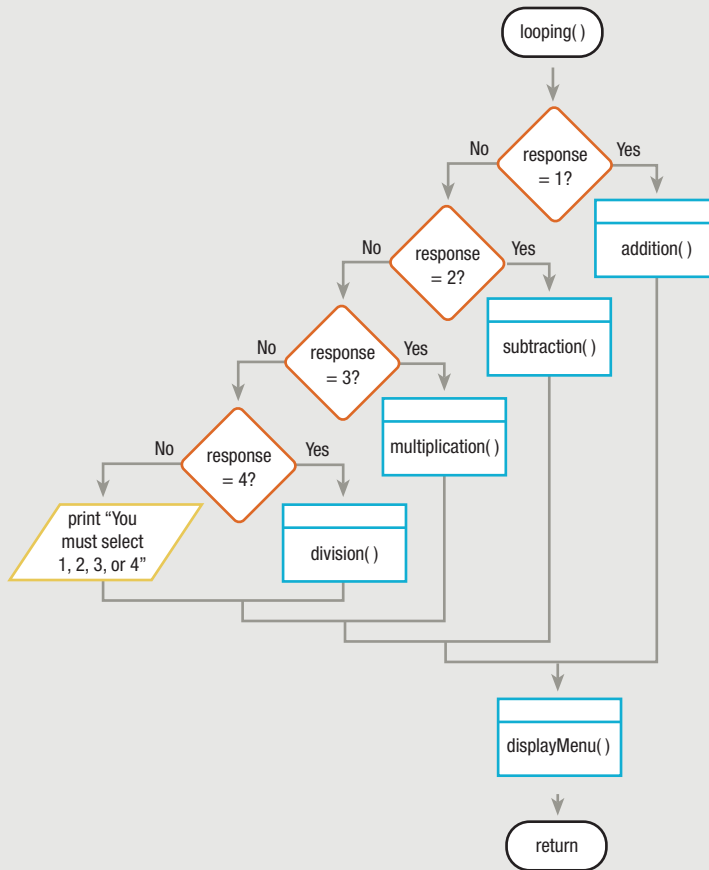 looping( )
response
= 1?
No
Yes
addition( )
response
= 2?
No
Yes
subtraction( )
response
= 3?
No
Yes
multiplication( )
response
= 4?
No
Yes
print “You
must select
1, 2, 3, or 4”
division( )
displayMenu( )
return